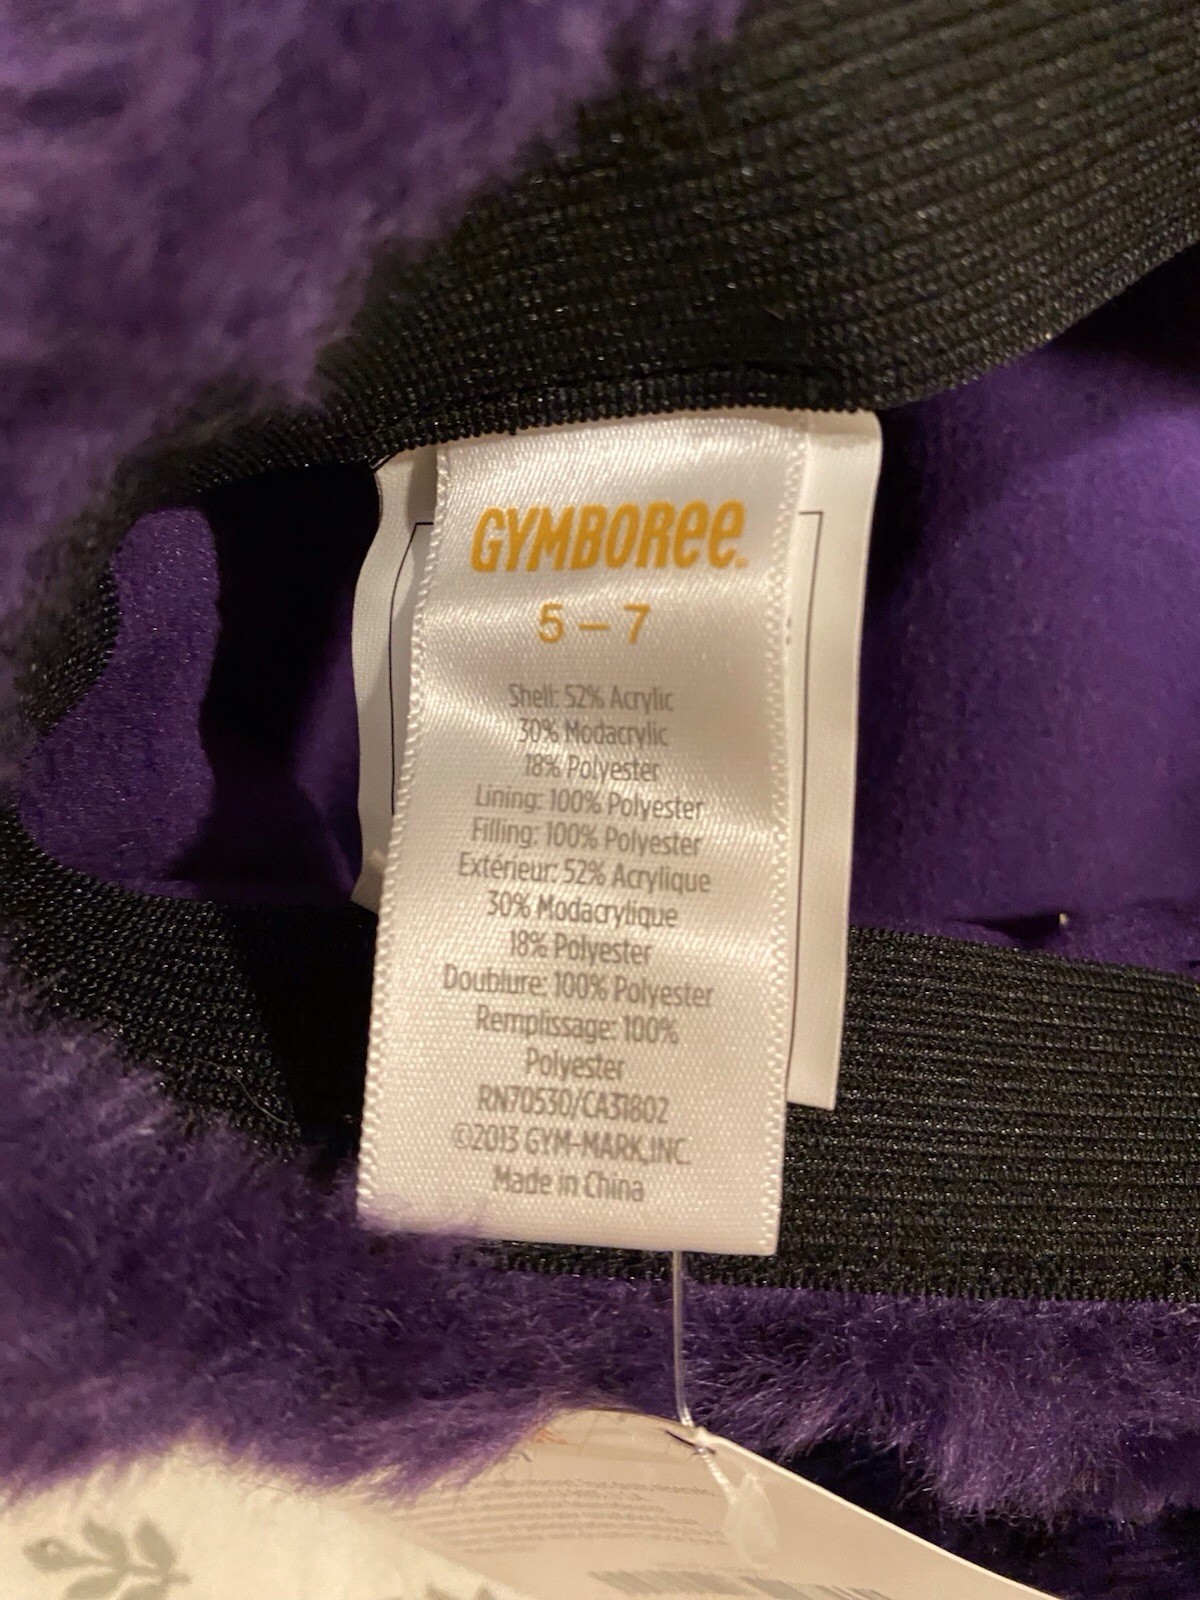 GYMBOREE
5 – 7
Shell: 52% Acrylic
30% Modacrylic
18% Polyester
Lining: 100% Polyester
Filling: 100% Polyester
Extérieur: 52% Acrylique
30% Modacrylique
18% Polyester
Doublure: 100% Polyester
Remplissage: 100%
Polyester
RN70530/CA31802
©2013 GYM-MARK,INC.
Made in China